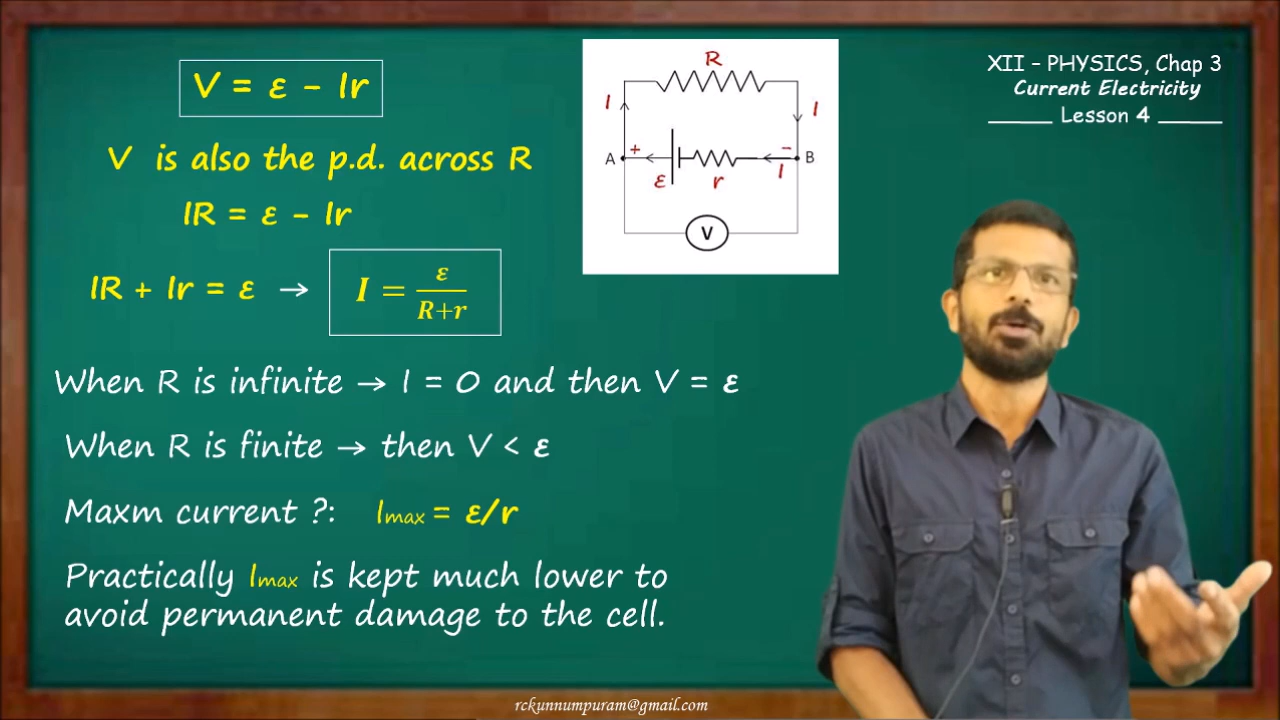 V = ε – Ir
V is also the p.d. across R
IR = ε – Ir
IR + Ir = ε → I = ε/R+r
When R is infinite → I = 0 and then V = ε
When R is finite → then V < ε
Maxm current ?: Imax = ε/r
Practically Imax is kept much lower to
avoid permanent damage to the cell.
R
I I
A + - B
ε r I
V
XII – PHYSICS, Chap 3
Current Electricity
______ Lesson 4 ______
rckunnumpuram@gmail.com